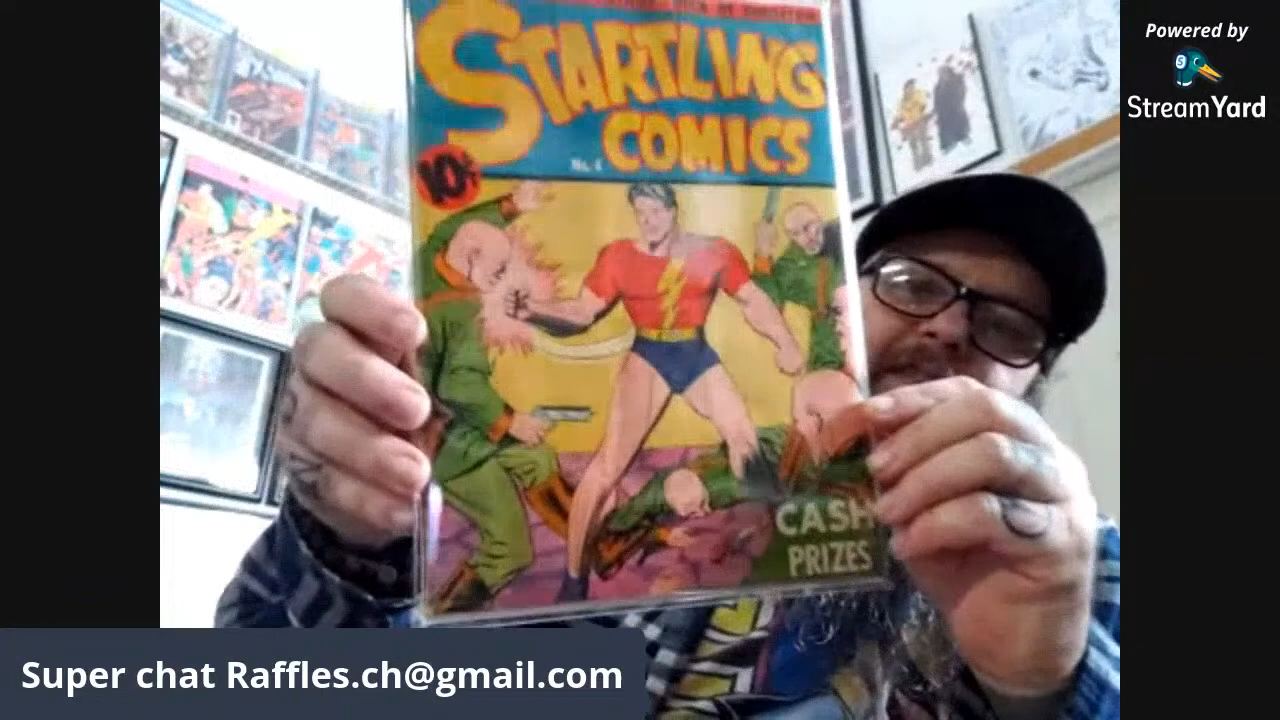 STARTLING
COMICS
No. 4
10¢
CASH
PRIZES
Powered by
StreamYard
Super chat Raffles.ch@gmail.com